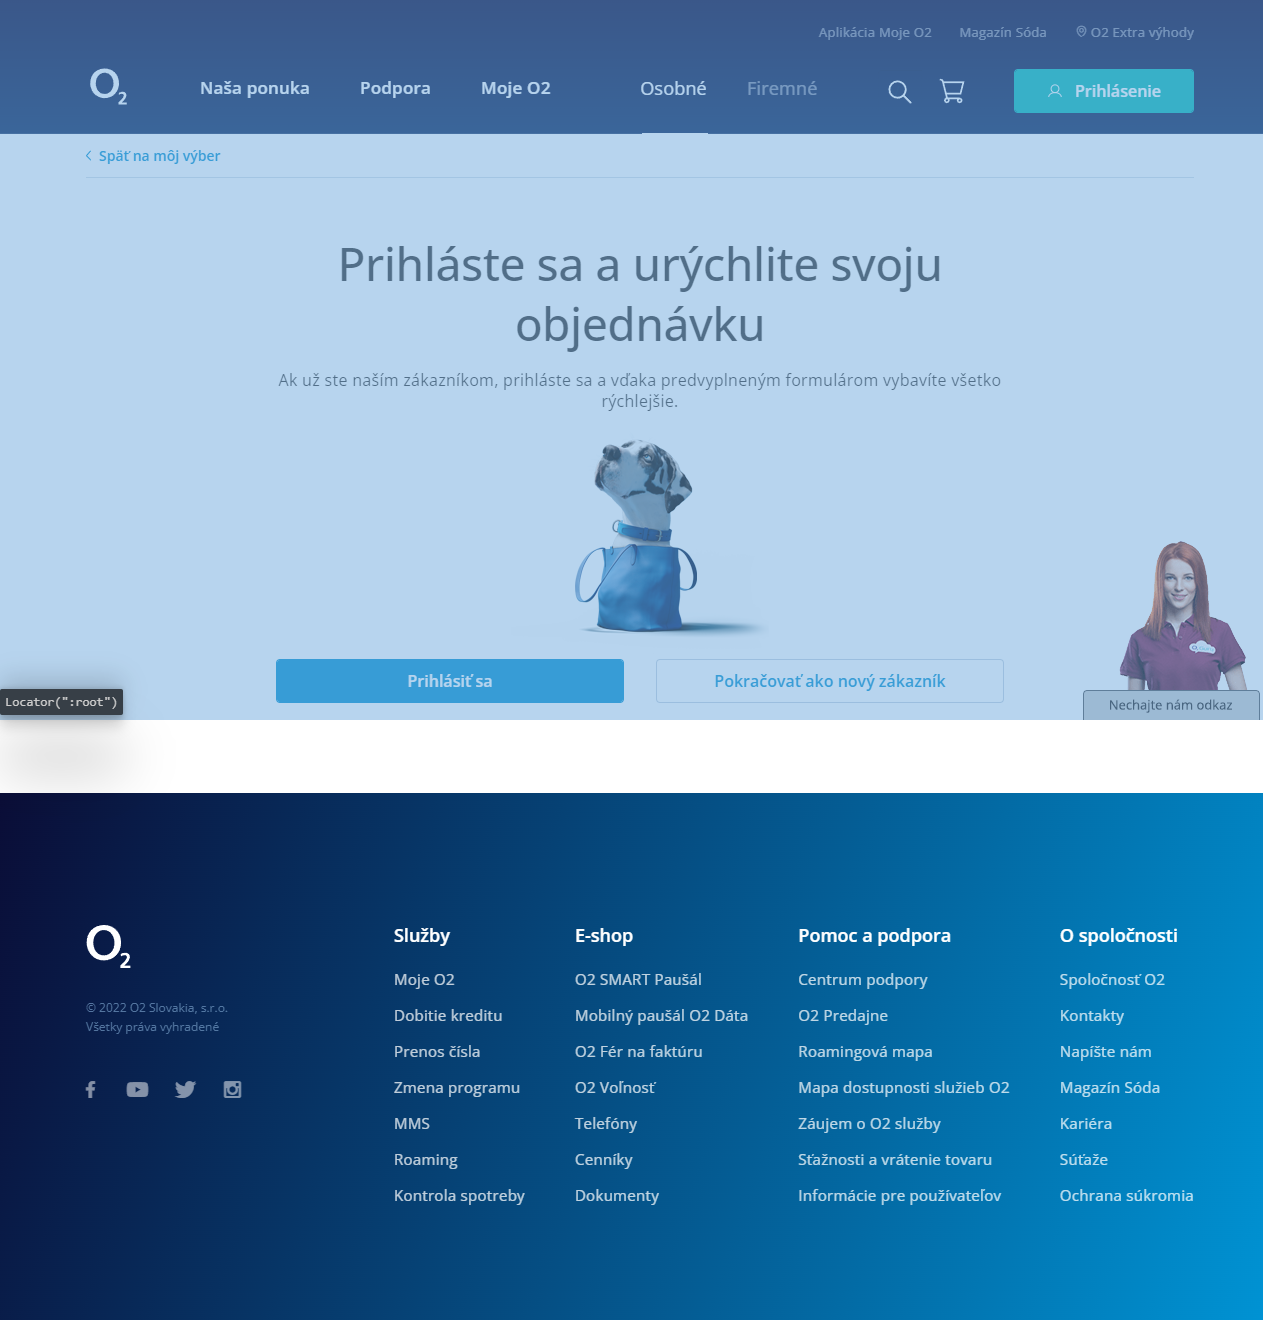 Aplikácia Moje O2
Magazín Sóda
O2 Extra výhody
O2
Naša ponuka
Podpora
Moje O2
Osobné
Firemné
Prihlásenie
Späť na môj výber
Prihláste sa a urýchlite svoju
objednávku
Ak už ste naším zákazníkom, prihláste sa a vďaka predvyplneným formulárom vybavíte všetko
rýchlejšie.
Prihlásiť sa
Pokračovať ako nový zákazník
Nechajte nám odkaz
Locator(":root")
O2
© 2022 O2 Slovakia, s.r.o.
Všetky práva vyhradené
Služby
Moje O2
Dobitie kreditu
Prenos čísla
Zmena programu
MMS
Roaming
Kontrola spotreby
E-shop
O2 SMART Paušál
Mobilný paušál O2 Dáta
O2 Fér na faktúru
O2 Voľnosť
Telefóny
Cenníky
Dokumenty
Pomoc a podpora
Centrum podpory
O2 Predajne
Roamingová mapa
Mapa dostupnosti služieb O2
Záujem o O2 služby
Sťažnosti a vrátenie tovaru
Informácie pre používateľov
O spoločnosti
Spoločnosť O2
Kontakty
Napíšte nám
Magazín Sóda
Kariéra
Súťaže
Ochrana súkromia